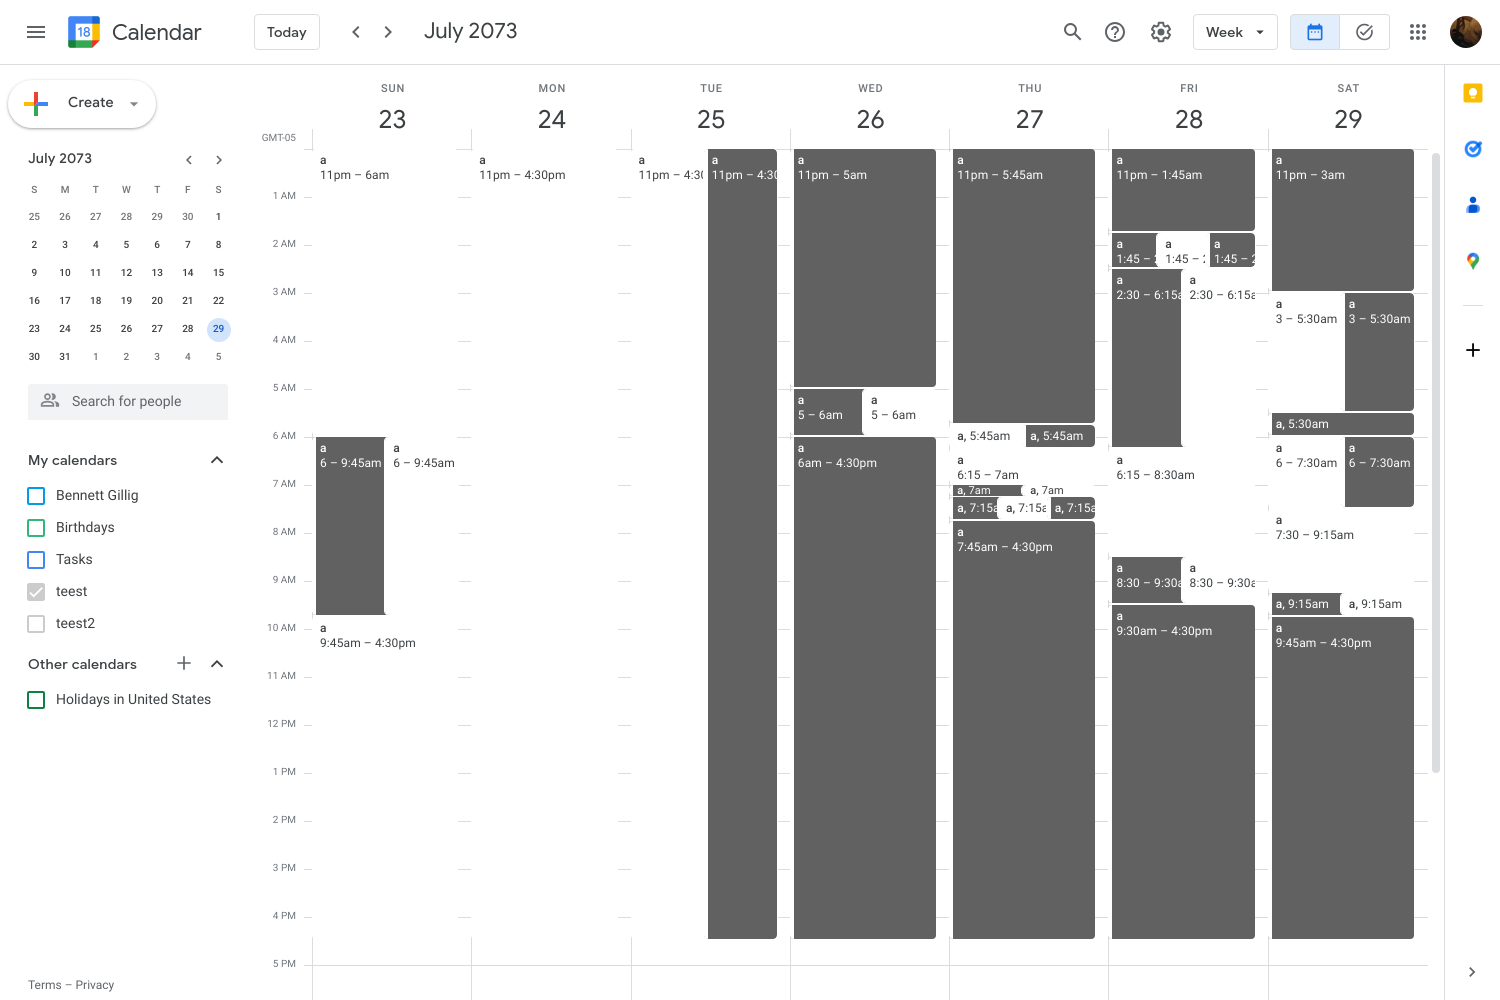 18 Calendar
Today
July 2073
Week
Create
July 2073
S M T W T F S
25 26 27 28 29 30 1
2 3 4 5 6 7 8
9 10 11 12 13 14 15
16 17 18 19 20 21 22
23 24 25 26 27 28 29
30 31 1 2 3 4 5
Search for people
My calendars
Bennett Gillig
Birthdays
Tasks
teest
teest2
Other calendars
Holidays in United States
Terms – Privacy
SUN MON TUE WED THU FRI SAT
23 24 25 26 27 28 29
GMT-05
1 AM
2 AM
3 AM
4 AM
5 AM
6 AM
7 AM
8 AM
9 AM
10 AM
11 AM
12 PM
1 PM
2 PM
3 PM
4 PM
5 PM
a
11pm – 6am
a
6 – 9:45am
a
6 – 9:45am
a
9:45am – 4:30pm
a
11pm – 4:30pm
a
11pm – 4:30
a
11pm – 4:30
a
11pm – 5am
a
5 – 6am
a
5 – 6am
a
6am – 4:30pm
a
11pm – 5:45am
a, 5:45am
a, 5:45am
a
6:15 – 7am
a, 7am
a, 7am
a, 7:15a
a, 7:15a
a, 7:15a
a
7:45am – 4:30pm
a
11pm – 1:45am
a
1:45 – 2
a
1:45 – 2
a
1:45 – 2
a
2:30 – 6:15a
a
2:30 – 6:15a
a
6:15 – 8:30am
a
8:30 – 9:30a
a
8:30 – 9:30a
a
9:30am – 4:30pm
a
11pm – 3am
a
3 – 5:30am
a
3 – 5:30am
a, 5:30am
a
6 – 7:30am
a
6 – 7:30am
a
7:30 – 9:15am
a, 9:15am
a, 9:15am
a
9:45am – 4:30pm